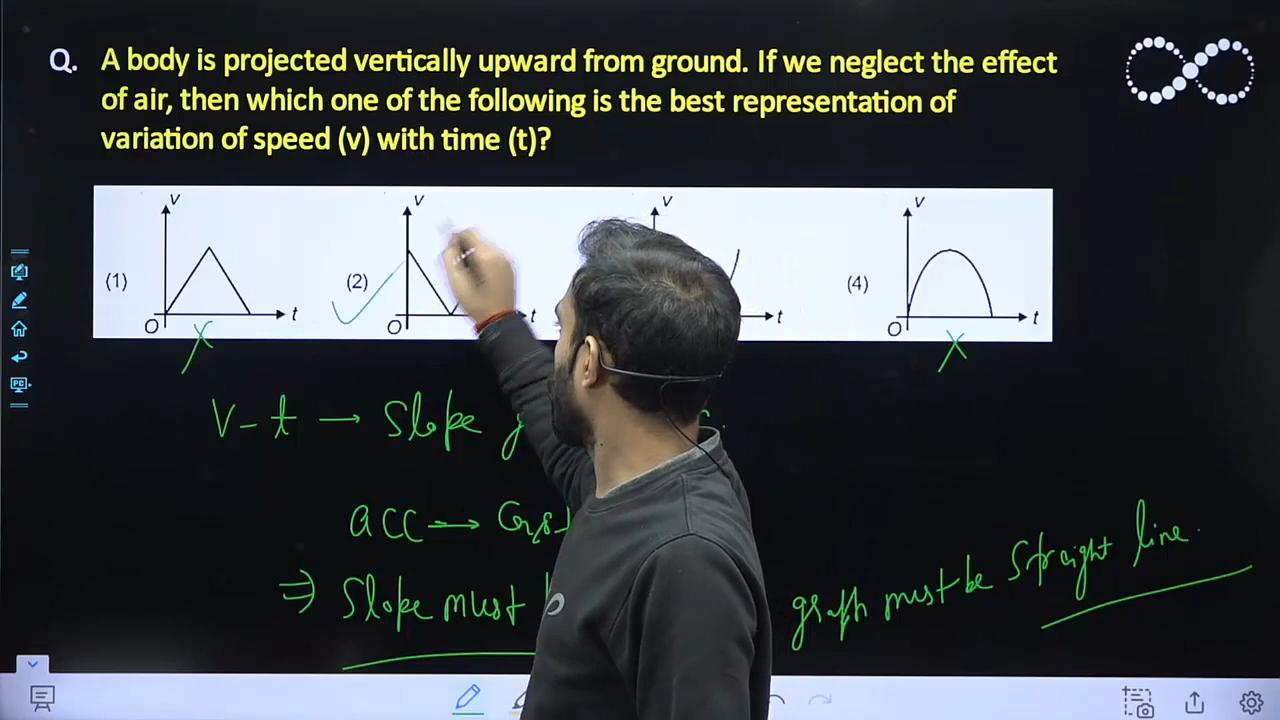 Q. A body is projected vertically upward from ground. If we neglect the effect
of air, then which one of the following is the best representation of
variation of speed (v) with time (t)?
(1) v t O
(2) v t O
v t
(4) v t O
V - t → Slope
acc →
⇒ Slope must
graph must be straight line.
PC